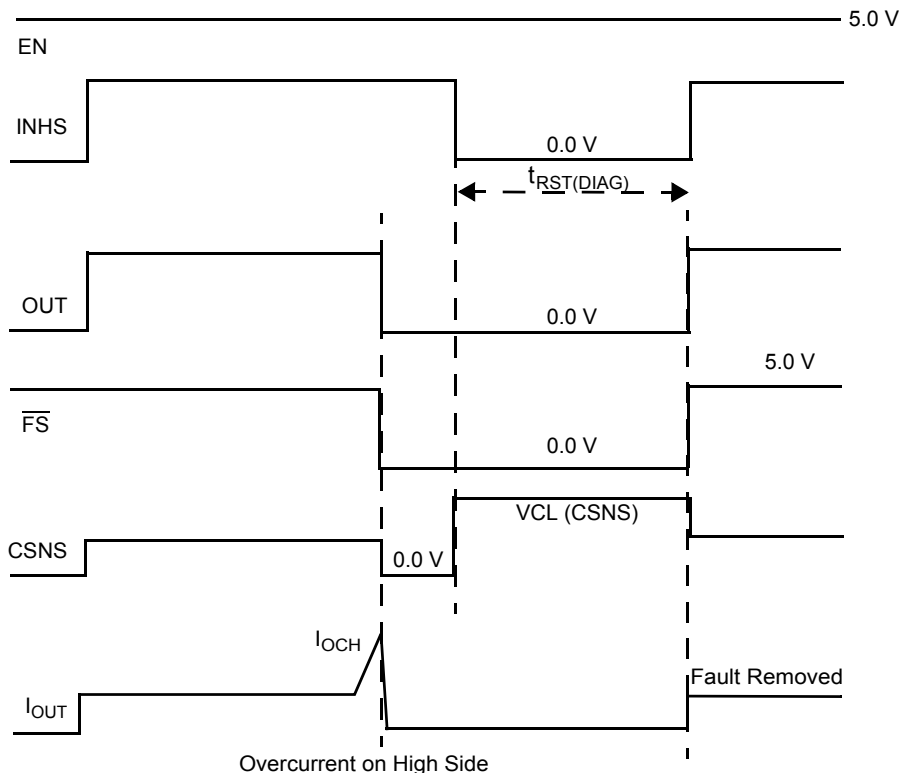 5.0 V
EN
INHS
0.0 V
tRST(DIAG)
OUT
0.0 V
5.0 V
FS
0.0 V
VCL (CSNS)
CSNS
0.0 V
IOCH
Fault Removed
IOUT
Overcurrent on High Side